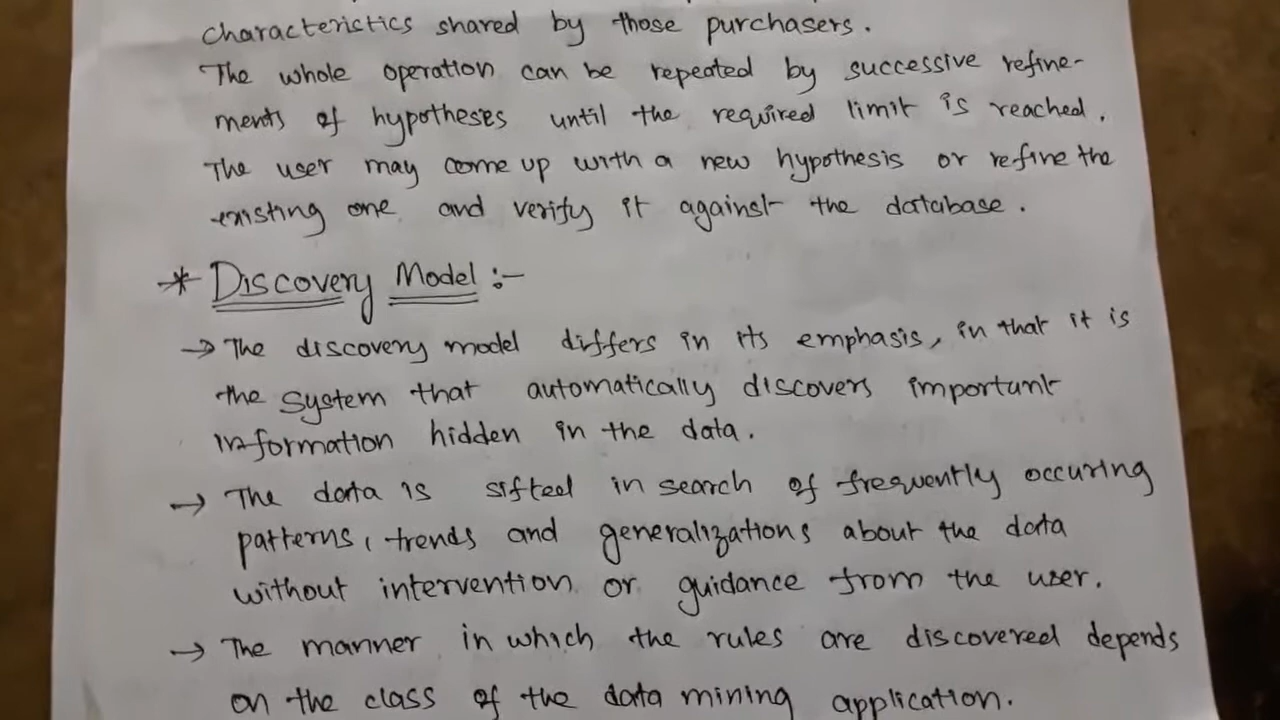 characteristics shared by those purchasers.
The whole operation can be repeated by successive refine-
ments of hypotheses until the required limit is reached.
The user may come up with a new hypothesis or refine the
existing one and verify it against the database.
* Discovery Model :-
→ The discovery model differs in its emphasis, in that it is
the system that automatically discovers important
information hidden in the data.
→ The data is sifted in search of frequently occuring
patterns, trends and generalizations about the data
without intervention or guidance from the user.
→ The manner in which the rules are discovered depends
on the class of the data mining application.